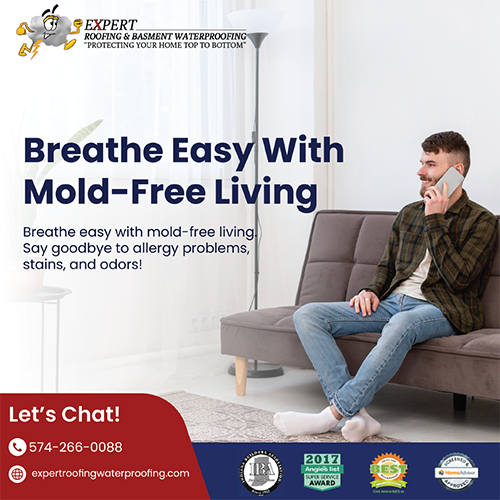 EXPERT
ROOFING & BASMENT WATERPROOFING
"PROTECTING YOUR HOME TOP TO BOTTOM"
Breathe Easy With
Mold-Free Living
Breathe easy with mold-free living.
Say goodbye to allergy problems,
stains, and odors!
Let's Chat!
574-266-0088
expertroofingwaterproofing.com
2017
Angie's list
SUPER SERVICE
AWARD
BEST
HomeAdvisor
APPROVED